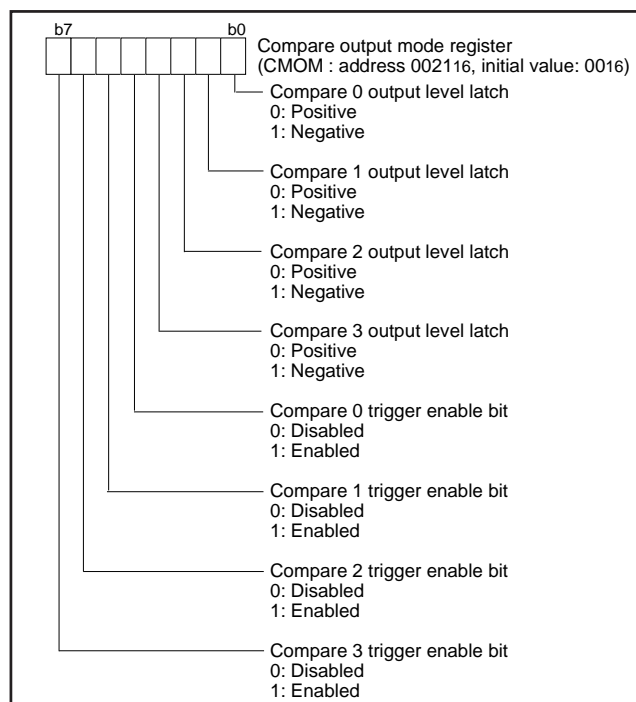 b7 b0
Compare output mode register
(CMOM : address 002116, initial value: 0016)
Compare 0 output level latch
0: Positive
1: Negative
Compare 1 output level latch
0: Positive
1: Negative
Compare 2 output level latch
0: Positive
1: Negative
Compare 3 output level latch
0: Positive
1: Negative
Compare 0 trigger enable bit
0: Disabled
1: Enabled
Compare 1 trigger enable bit
0: Disabled
1: Enabled
Compare 2 trigger enable bit
0: Disabled
1: Enabled
Compare 3 trigger enable bit
0: Disabled
1: Enabled